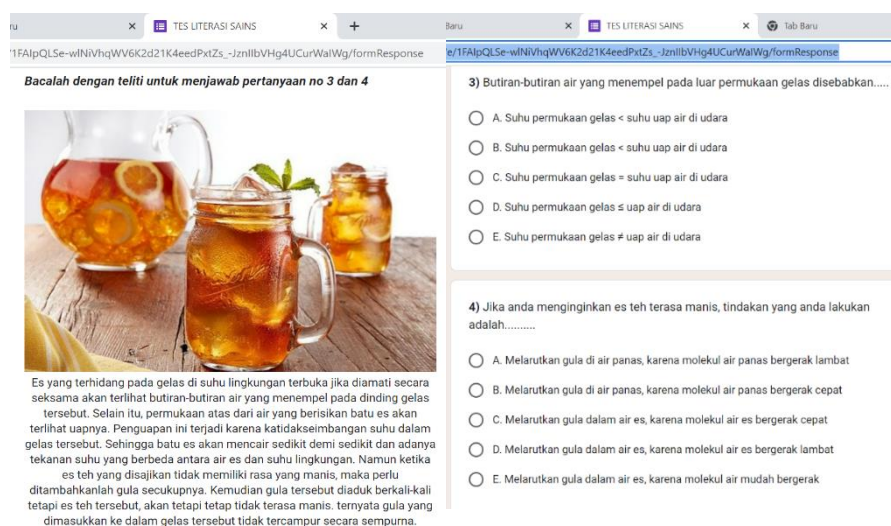 ru
TES LITERASI SAINS
'1FAIpQLSe-wlNiVhqWV6K2d21K4eedPxtZs_-JznIIbVHg4UCurWaIWg/formResponse
Bacalah dengan teliti untuk menjawab pertanyaan no 3 dan 4
Es yang terhidang pada gelas di suhu lingkungan terbuka jika diamati secara
seksama akan terlihat butiran-butiran air yang menempel pada dinding gelas
tersebut. Selain itu, permukaan atas dari air yang berisikan batu es akan
terlihat uapnya. Penguapan ini terjadi karena katidakseimbangan suhu dalam
gelas tersebut. Sehingga batu es akan mencair sedikit demi sedikit dan adanya
tekanan suhu yang berbeda antara air es dan suhu lingkungan. Namun ketika
es teh yang disajikan tidak memiliki rasa yang manis, maka perlu
ditambahkanlah gula secukupnya. Kemudian gula tersebut diaduk berkali-kali
tetapi es teh tersebut, akan tetapi tetap tidak terasa manis. ternyata gula yang
dimasukkan ke dalam gelas tersebut tidak tercampur secara sempurna.
Baru
TES LITERASI SAINS
Tab Baru
e/1FAIpQLSe-wlNiVhqWV6K2d21K4eedPxtZs_-JznIIbVHg4UCurWaIWg/formResponse
3) Butiran-butiran air yang menempel pada luar permukaan gelas disebabkan.....
A. Suhu permukaan gelas < suhu uap air di udara
B. Suhu permukaan gelas < suhu uap air di udara
C. Suhu permukaan gelas = suhu uap air di udara
D. Suhu permukaan gelas ≤ uap air di udara
E. Suhu permukaan gelas ≠ uap air di udara
4) Jika anda menginginkan es teh terasa manis, tindakan yang anda lakukan
adalah..........
A. Melarutkan gula di air panas, karena molekul air panas bergerak lambat
B. Melarutkan gula di air panas, karena molekul air panas bergerak cepat
C. Melarutkan gula dalam air es, karena molekul air es bergerak cepat
D. Melarutkan gula dalam air es, karena molekul air es bergerak lambat
E. Melarutkan gula dalam air es, karena molekul air mudah bergerak